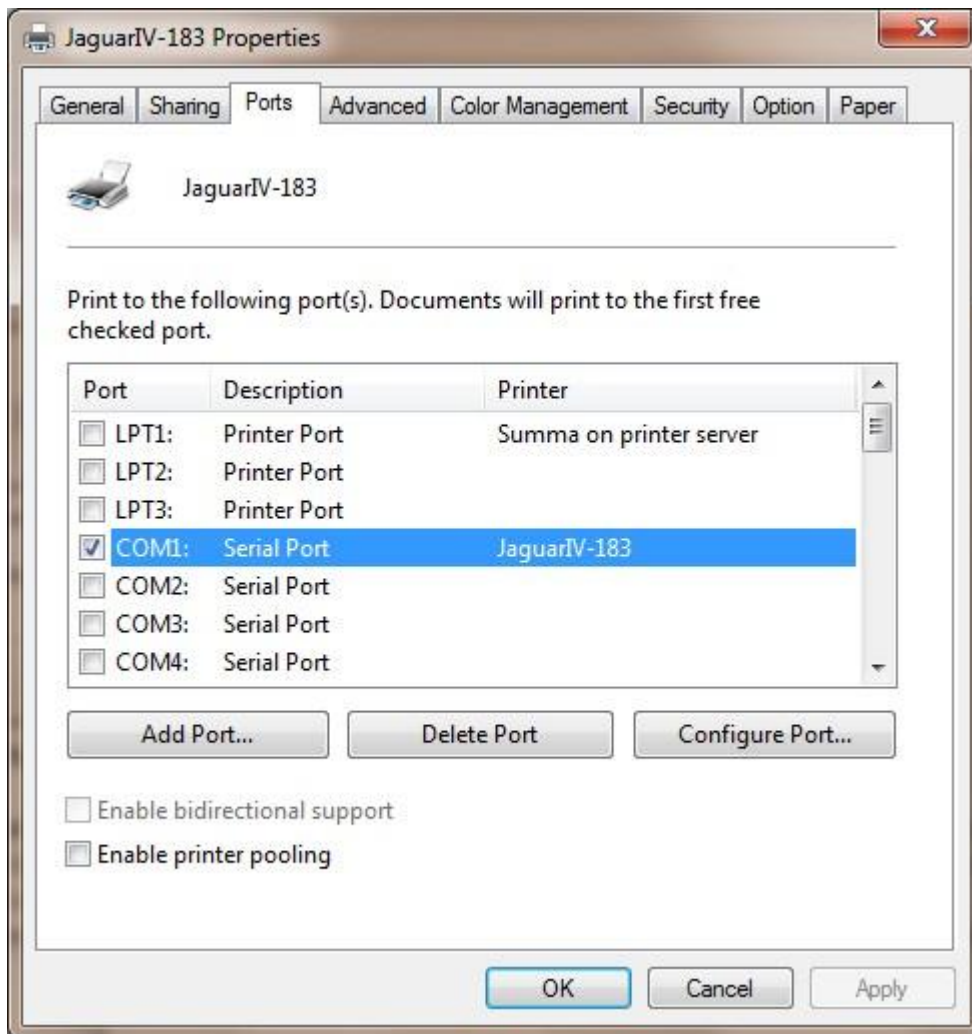 JaguarIV-183 Properties
General Sharing Ports Advanced Color Management Security Option Paper
JaguarIV-183
Print to the following port(s). Documents will print to the first free
checked port.
Port Description Printer
LPT1: Printer Port Summa on printer server
LPT2: Printer Port
LPT3: Printer Port
COM1: Serial Port JaguarIV-183
COM2: Serial Port
COM3: Serial Port
COM4: Serial Port
Add Port... Delete Port Configure Port...
Enable bidirectional support
Enable printer pooling
OK Cancel Apply